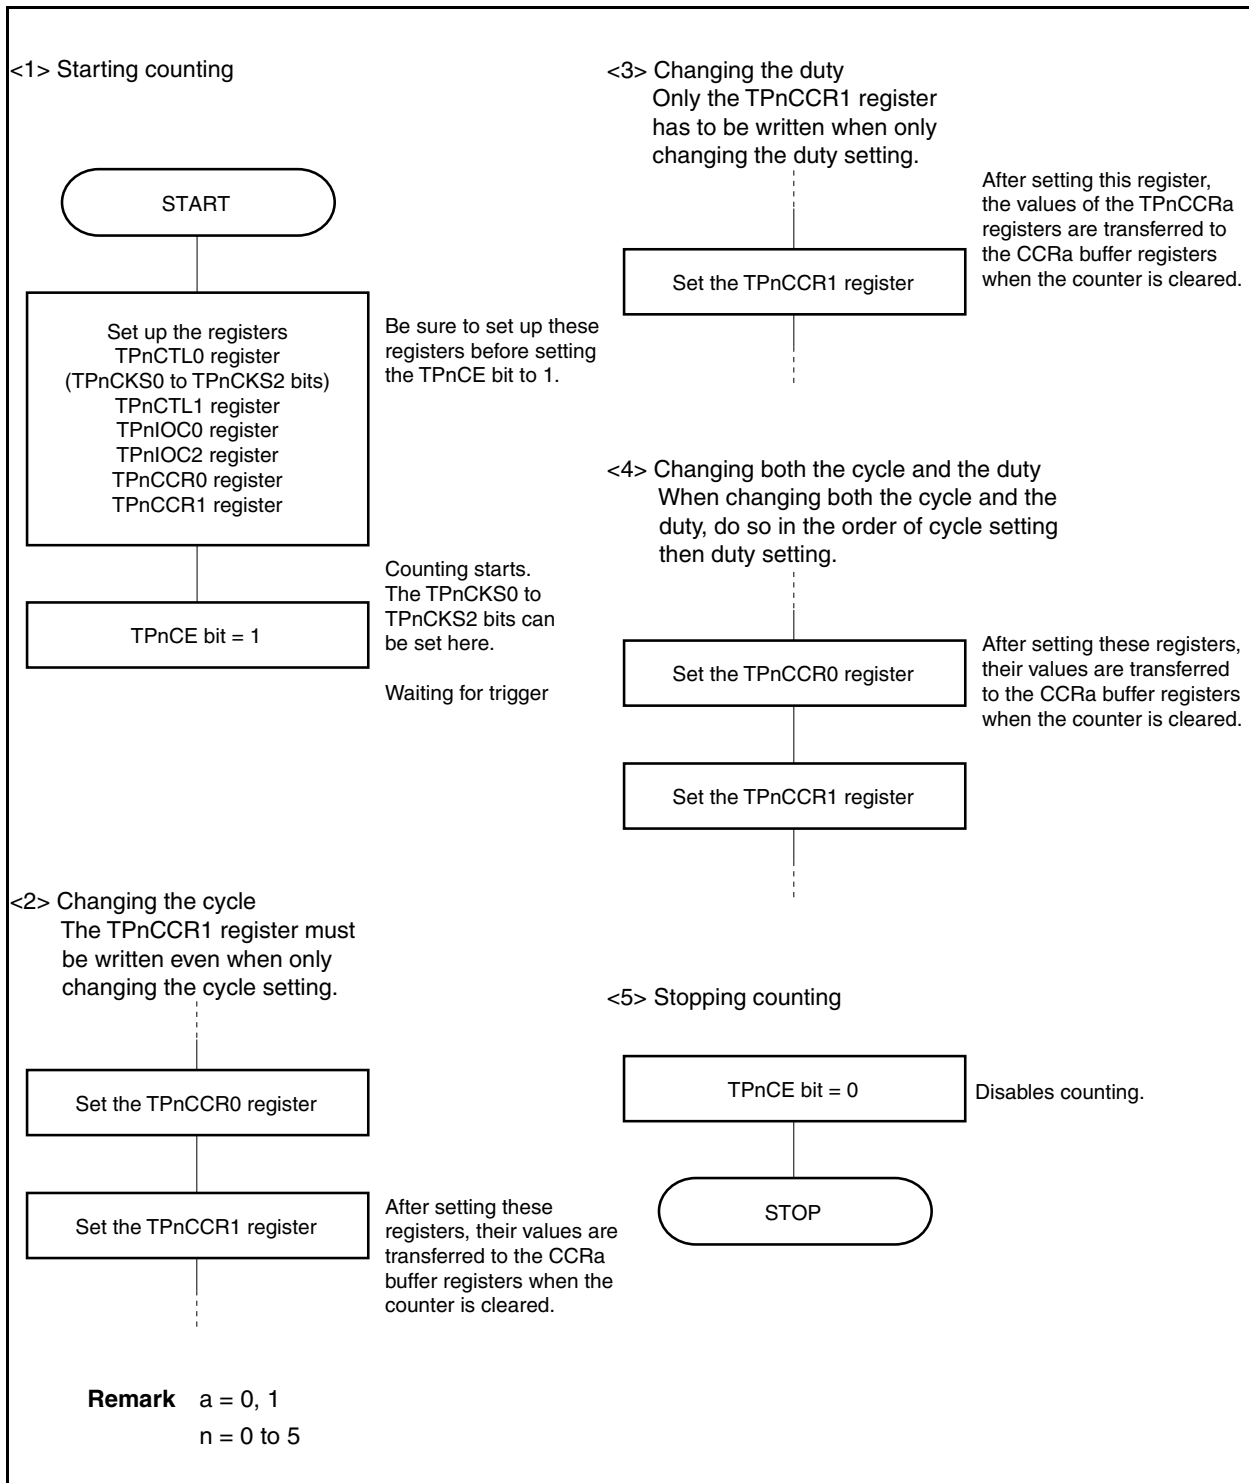 <1> Starting counting
START
Set up the registers
TPnCTL0 register
(TPnCKS0 to TPnCKS2 bits)
TPnCTL1 register
TPnIOC0 register
TPnIOC2 register
TPnCCR0 register
TPnCCR1 register
Be sure to set up these
registers before setting
the TPnCE bit to 1.
TPnCE bit = 1
Counting starts.
The TPnCKS0 to
TPnCKS2 bits can
be set here.
Waiting for trigger
<2> Changing the cycle
The TPnCCR1 register must
be written even when only
changing the cycle setting.
Set the TPnCCR0 register
Set the TPnCCR1 register
After setting these
registers, their values are
transferred to the CCRa
buffer registers when the
counter is cleared.
<3> Changing the duty
Only the TPnCCR1 register
has to be written when only
changing the duty setting.
Set the TPnCCR1 register
After setting this register,
the values of the TPnCCRa
registers are transferred to
the CCRa buffer registers
when the counter is cleared.
<4> Changing both the cycle and the duty
When changing both the cycle and the
duty, do so in the order of cycle setting
then duty setting.
Set the TPnCCR0 register
After setting these registers,
their values are transferred
to the CCRa buffer registers
when the counter is cleared.
Set the TPnCCR1 register
<5> Stopping counting
TPnCE bit = 0
Disables counting.
STOP
Remark a = 0, 1
n = 0 to 5